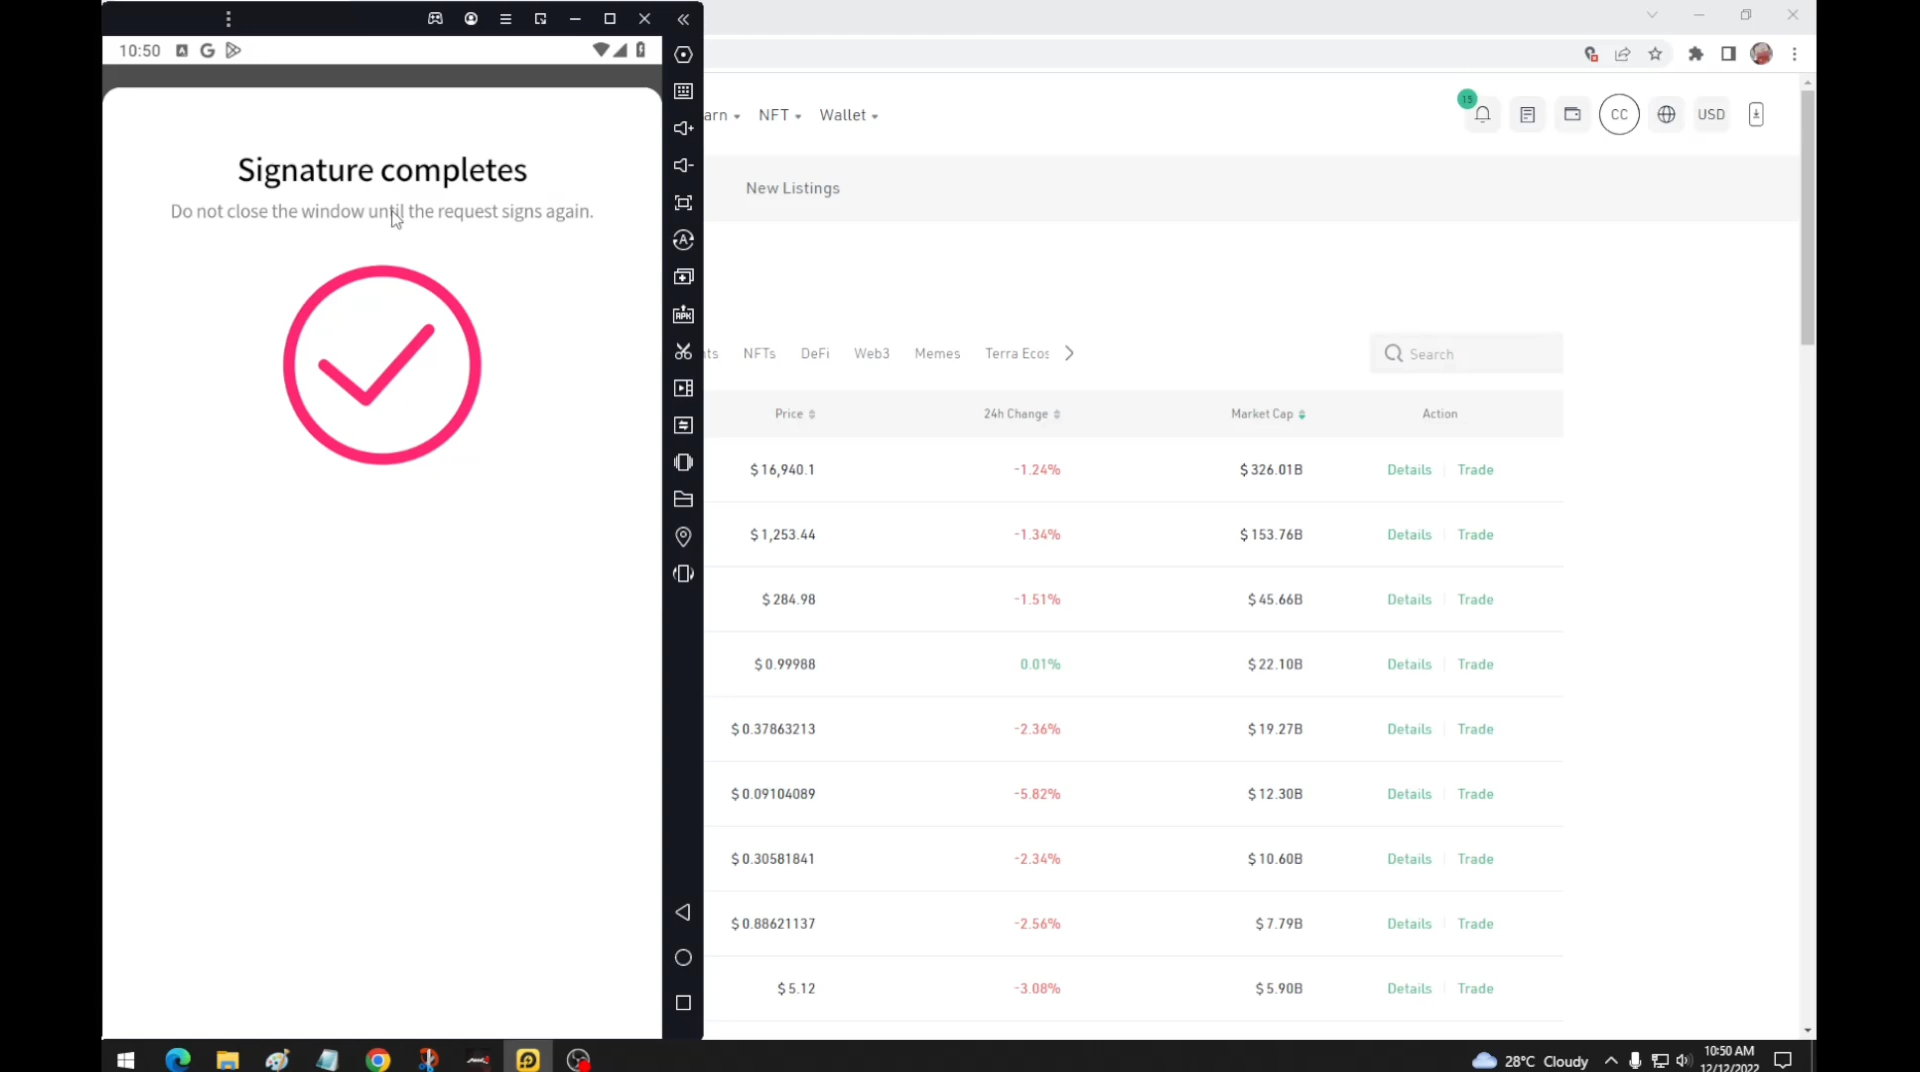 10:50
Signature completes
Do not close the window until the request signs again.
arn
NFT
Wallet
13
CC
USD
New Listings
nts
NFTs
DeFi
Web3
Memes
Terra Ecos
Search
Price
24h Change
Market Cap
Action
$16,940.1 -1.24% $326.01B Details Trade
$1,253.44 -1.34% $153.76B Details Trade
$284.98 -1.51% $45.66B Details Trade
$0.99988 0.01% $22.10B Details Trade
$0.37863213 -2.36% $19.27B Details Trade
$0.09104089 -5.82% $12.30B Details Trade
$0.30581841 -2.34% $10.60B Details Trade
$0.88621137 -2.56% $7.79B Details Trade
$5.12 -3.08% $5.90B Details Trade
28°C Cloudy
10:50 AM
12/12/2022